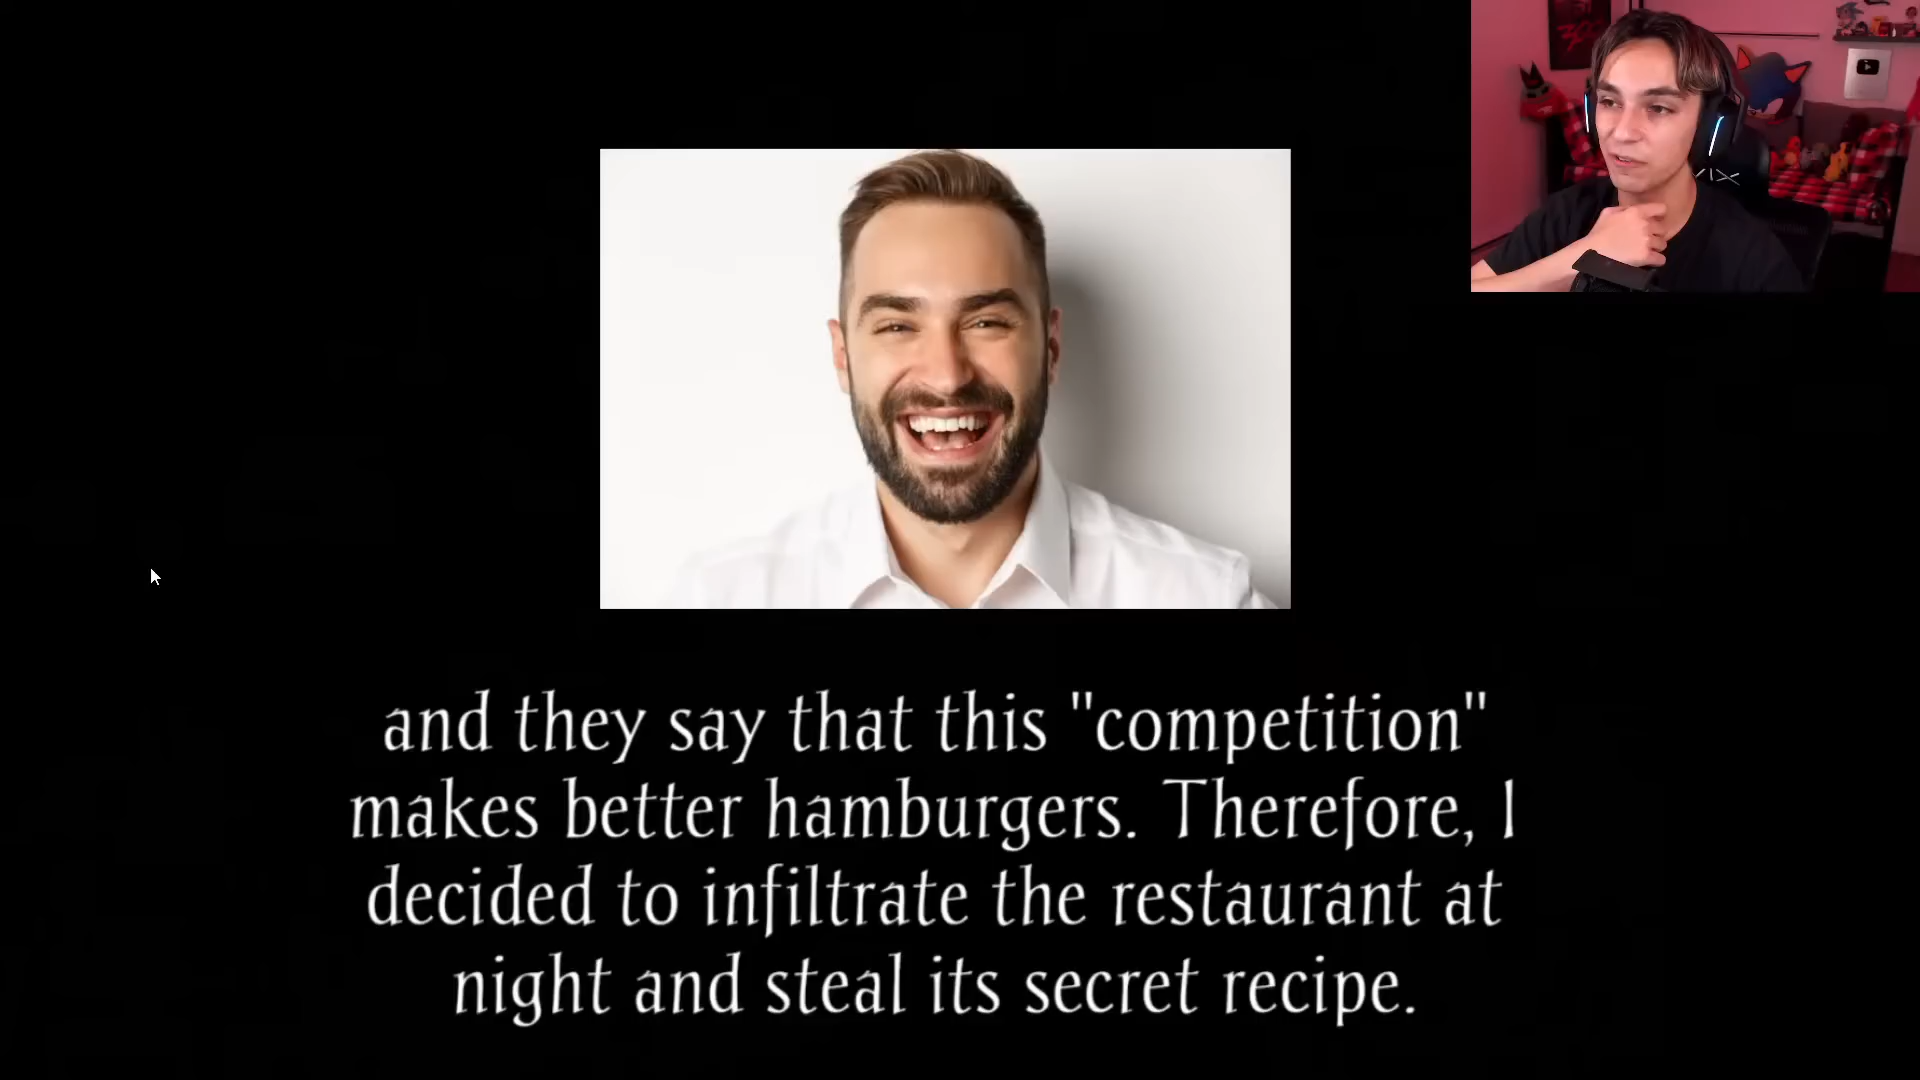 and they say that this "competition"
makes better hamburgers. Therefore, I
decided to infiltrate the restaurant at
night and steal its secret recipe.